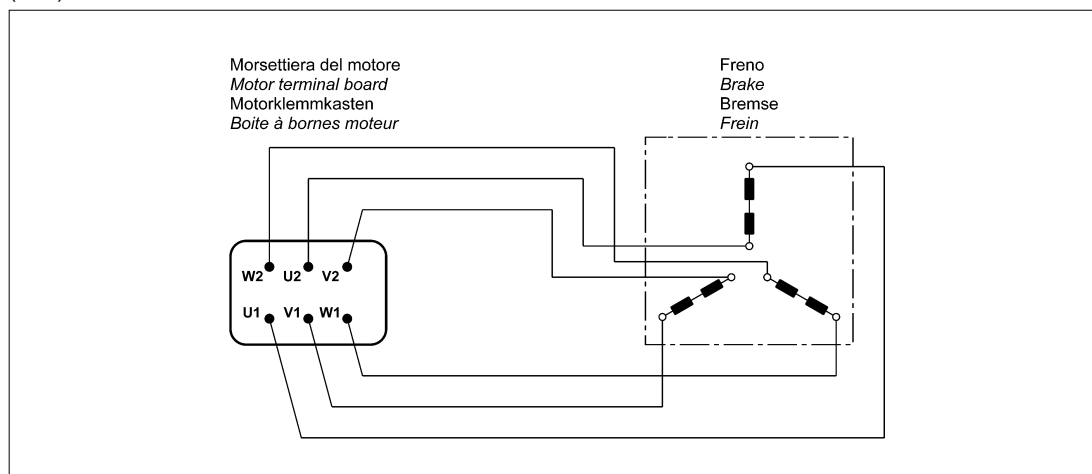 Morsettiera del motore
Motor terminal board
Motorklemmkasten
Boite à bornes moteur
Freno
Brake
Bremse
Frein
W2 U2 V2
U1 V1 W1